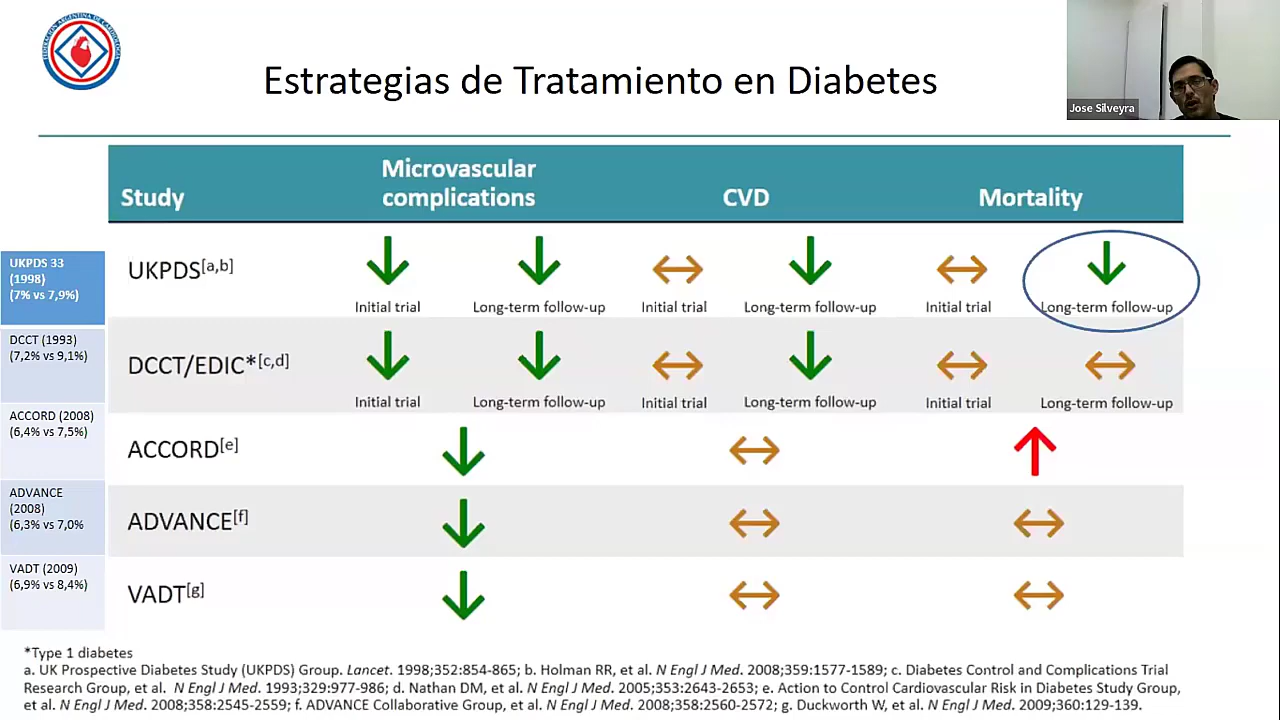 FEDERACIÓN ARGENTINA DE CARDIOLOGÍA
Estrategias de Tratamiento en Diabetes
Jose Silveyra
Study
Microvascular
complications
CVD
Mortality
UKPDS 33
(1998)
(7% vs 7,9%)
UKPDS[a,b]
Initial trial
Long-term follow-up
Initial trial
Long-term follow-up
Initial trial
Long-term follow-up
DCCT (1993)
(7,2% vs 9,1%)
DCCT/EDIC*[c,d]
Initial trial
Long-term follow-up
Initial trial
Long-term follow-up
Initial trial
Long-term follow-up
ACCORD (2008)
(6,4% vs 7,5%)
ACCORD[e]
ADVANCE
(2008)
(6,3% vs 7,0%
ADVANCE[f]
VADT (2009)
(6,9% vs 8,4%)
VADT[g]
*Type 1 diabetes
a. UK Prospective Diabetes Study (UKPDS) Group. Lancet. 1998;352:854-865; b. Holman RR, et al. N Engl J Med. 2008;359:1577-1589; c. Diabetes Control and Complications Trial
Research Group, et al. N Engl J Med. 1993;329:977-986; d. Nathan DM, et al. N Engl J Med. 2005;353:2643-2653; e. Action to Control Cardiovascular Risk in Diabetes Study Group,
et al. N Engl J Med. 2008;358:2545-2559; f. ADVANCE Collaborative Group, et al. N Engl J Med. 2008;358:2560-2572; g. Duckworth W, et al. N Engl J Med. 2009;360:129-139.